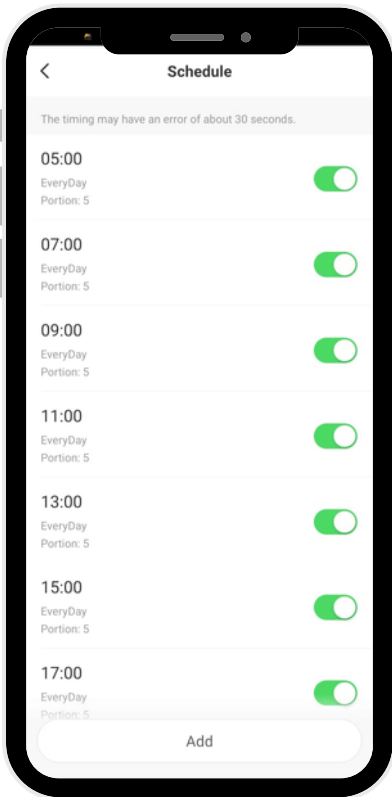 Schedule
The timing may have an error of about 30 seconds.
05:00
EveryDay
Portion: 5
07:00
EveryDay
Portion: 5
09:00
EveryDay
Portion: 5
11:00
EveryDay
Portion: 5
13:00
EveryDay
Portion: 5
15:00
EveryDay
Portion: 5
17:00
EveryDay
Portion: 5
Add